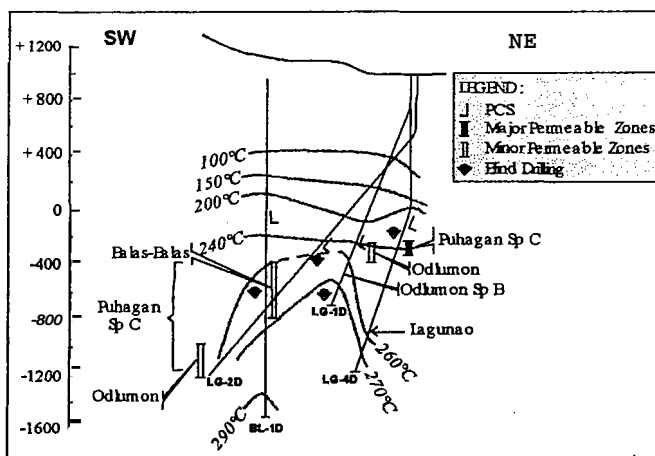 SW
NE
+1200
+ 800
+ 400
0
-400
-800
-1200
-1600
LEGEND:
PCS
Major Permeable Zones
Minor Permeable Zones
Blind Drilling
100°C
150°C
200°C
240°C
Balas-Balas
Puhagan Sp C
Odlumon
Odlumon Sp B
Puhagan
Sp C
LG-1D
Lagunao
LG-2D
LG-4D
260°C
270°C
Odlumon
290°C
BL-1D